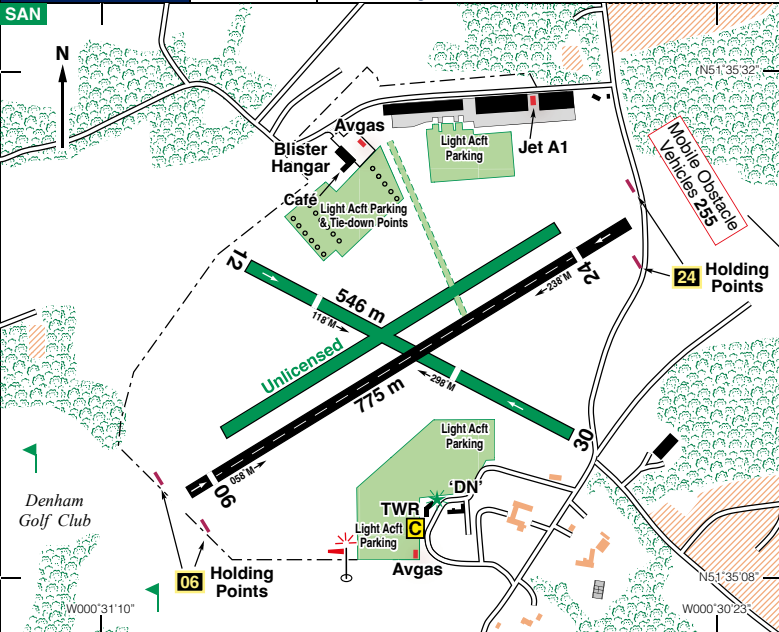 SAN
N
N51˚35'32"
Avgas
Blister
Hangar
Café
Light Acft
Parking
Jet A1
Light Acft Parking
& Tie-down Points
Mobile Obstacle
Vehicles 255
12
24
24 Holding
Points
546 m
118˚M
238˚M
Unlicensed
775 m
298˚M
30
06
058˚M
Light Acft
Parking
'DN'
TWR
C
Light Acft
Parking
Avgas
Denham
Golf Club
06 Holding
Points
N51˚35'08"
W000˚31'10"
W000˚30'23"